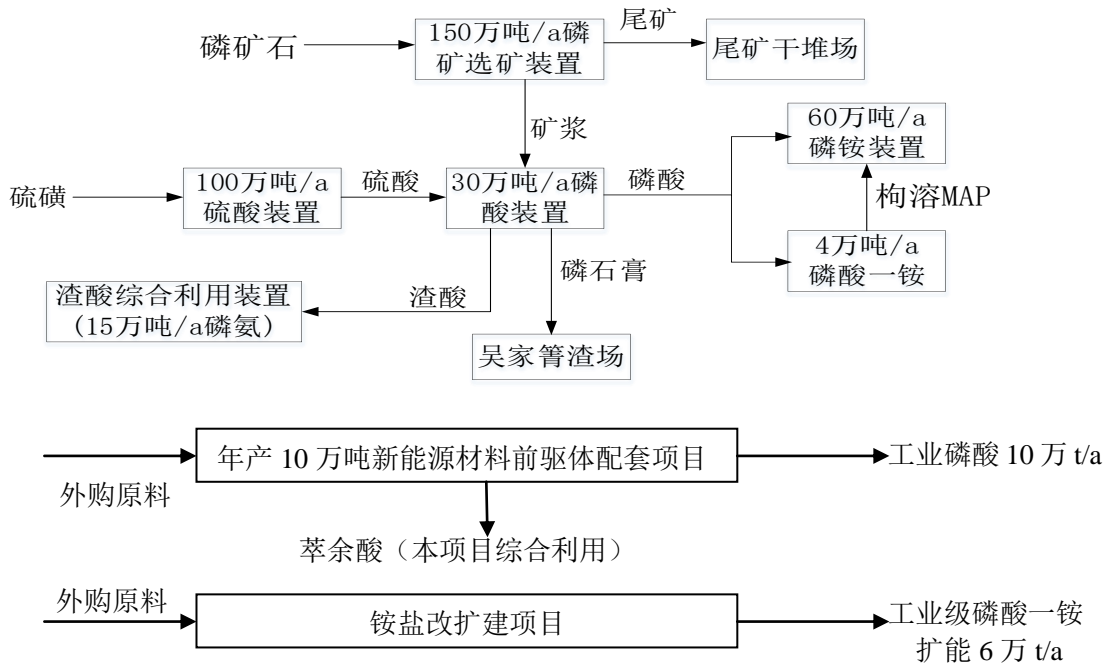 磷矿石
150万吨/a磷
矿选矿装置
尾矿
尾矿干堆场
矿浆
硫磺
100万吨/a
硫酸装置
硫酸
30万吨/a磷
酸装置
磷酸
60万吨/a
磷铵装置
枸溶MAP
4万吨/a
磷酸一铵
渣酸综合利用装置
（15万吨/a磷氨）
渣酸
磷石膏
吴家箐渣场
外购原料
年产 10 万吨新能源材料前驱体配套项目
工业磷酸 10 万 t/a
萃余酸（本项目综合利用）
外购原料
铵盐改扩建项目
工业级磷酸一铵
扩能 6 万 t/a